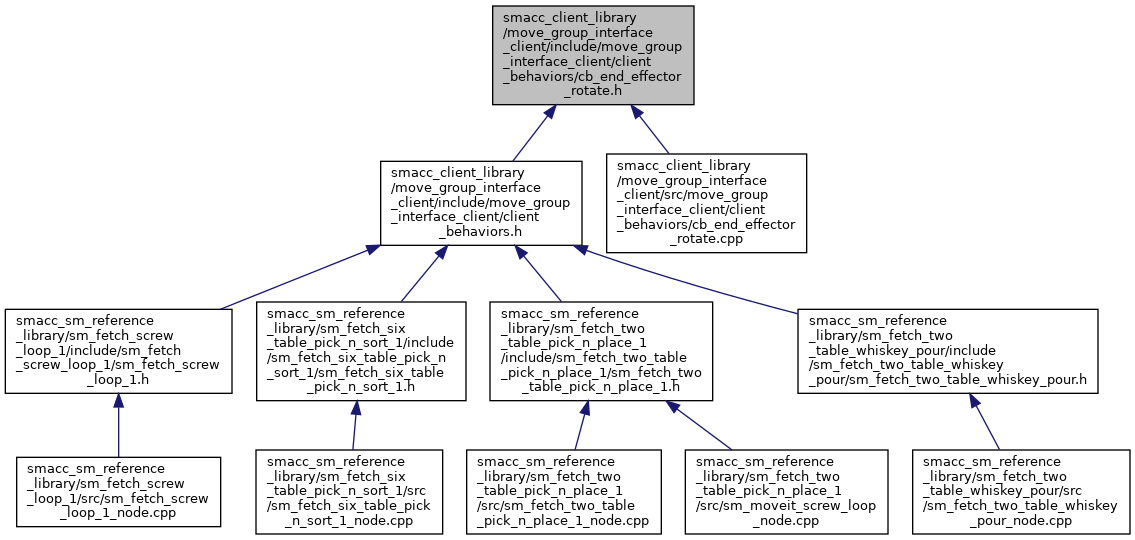 smacc_client_library
/move_group_interface
_client/include/move_group
_interface_client/client
_behaviors/cb_end_effector
_rotate.h
smacc_client_library
/move_group_interface
_client/include/move_group
_interface_client/client
_behaviors.h
smacc_client_library
/move_group_interface
_client/src/move_group
_interface_client/client
_behaviors/cb_end_effector
_rotate.cpp
smacc_sm_reference
_library/sm_fetch_screw
_loop_1/include/sm_fetch
_screw_loop_1/sm_fetch_screw
_loop_1.h
smacc_sm_reference
_library/sm_fetch_six
_table_pick_n_sort_1/include
/sm_fetch_six_table_pick_n
_sort_1/sm_fetch_six_table
_pick_n_sort_1.h
smacc_sm_reference
_library/sm_fetch_two
_table_pick_n_place_1
/include/sm_fetch_two_table
_pick_n_place_1/sm_fetch_two
_table_pick_n_place_1.h
smacc_sm_reference
_library/sm_fetch_two
_table_whiskey_pour/include
/sm_fetch_two_table_whiskey
_pour/sm_fetch_two_table_whiskey_pour.h
smacc_sm_reference
_library/sm_fetch_screw
_loop_1/src/sm_fetch_screw
_loop_1_node.cpp
smacc_sm_reference
_library/sm_fetch_six
_table_pick_n_sort_1/src
/sm_fetch_six_table_pick
_n_sort_1_node.cpp
smacc_sm_reference
_library/sm_fetch_two
_table_pick_n_place_1
/src/sm_fetch_two_table
_pick_n_place_1_node.cpp
smacc_sm_reference
_library/sm_fetch_two
_table_pick_n_place_1
/src/sm_moveit_screw_loop
_node.cpp
smacc_sm_reference
_library/sm_fetch_two
_table_whiskey_pour/src
/sm_fetch_two_table_whiskey
_pour_node.cpp